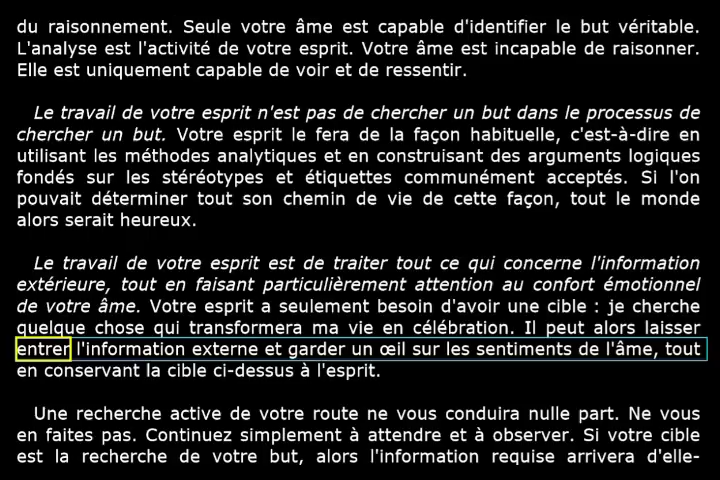 du raisonnement. Seule votre âme est capable d'identifier le but véritable.
L'analyse est l'activité de votre esprit. Votre âme est incapable de raisonner.
Elle est uniquement capable de voir et de ressentir.
Le travail de votre esprit n'est pas de chercher un but dans le processus de
chercher un but. Votre esprit le fera de la façon habituelle, c'est-à-dire en
utilisant les méthodes analytiques et en construisant des arguments logiques
fondés sur les stéréotypes et étiquettes communément acceptés. Si l'on
pouvait déterminer tout son chemin de vie de cette façon, tout le monde
alors serait heureux.
Le travail de votre esprit est de traiter tout ce qui concerne l'information
extérieure, tout en faisant particulièrement attention au confort émotionnel
de votre âme. Votre esprit a seulement besoin d'avoir une cible : je cherche
quelque chose qui transformera ma vie en célébration. Il peut alors laisser
entrer l'information externe et garder un œil sur les sentiments de l'âme, tout
en conservant la cible ci-dessus à l'esprit.
Une recherche active de votre route ne vous conduira nulle part. Ne vous
en faites pas. Continuez simplement à attendre et à observer. Si votre cible
est la recherche de votre but, alors l'information requise arrivera d'elle-